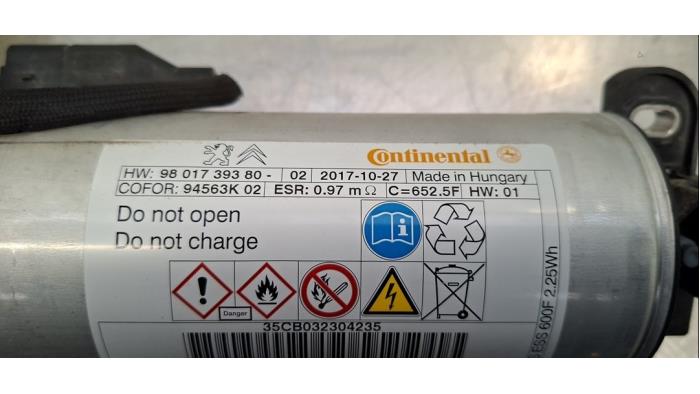 Continental
HW: 98 017 393 80 - 02 2017-10-27 Made in Hungary
COFOR: 94563K 02 ESR: 0.97 mΩ C=652.5F HW: 01
Do not open
Do not charge
Danger
35CB032304235
ESS 600F 2.25Wh